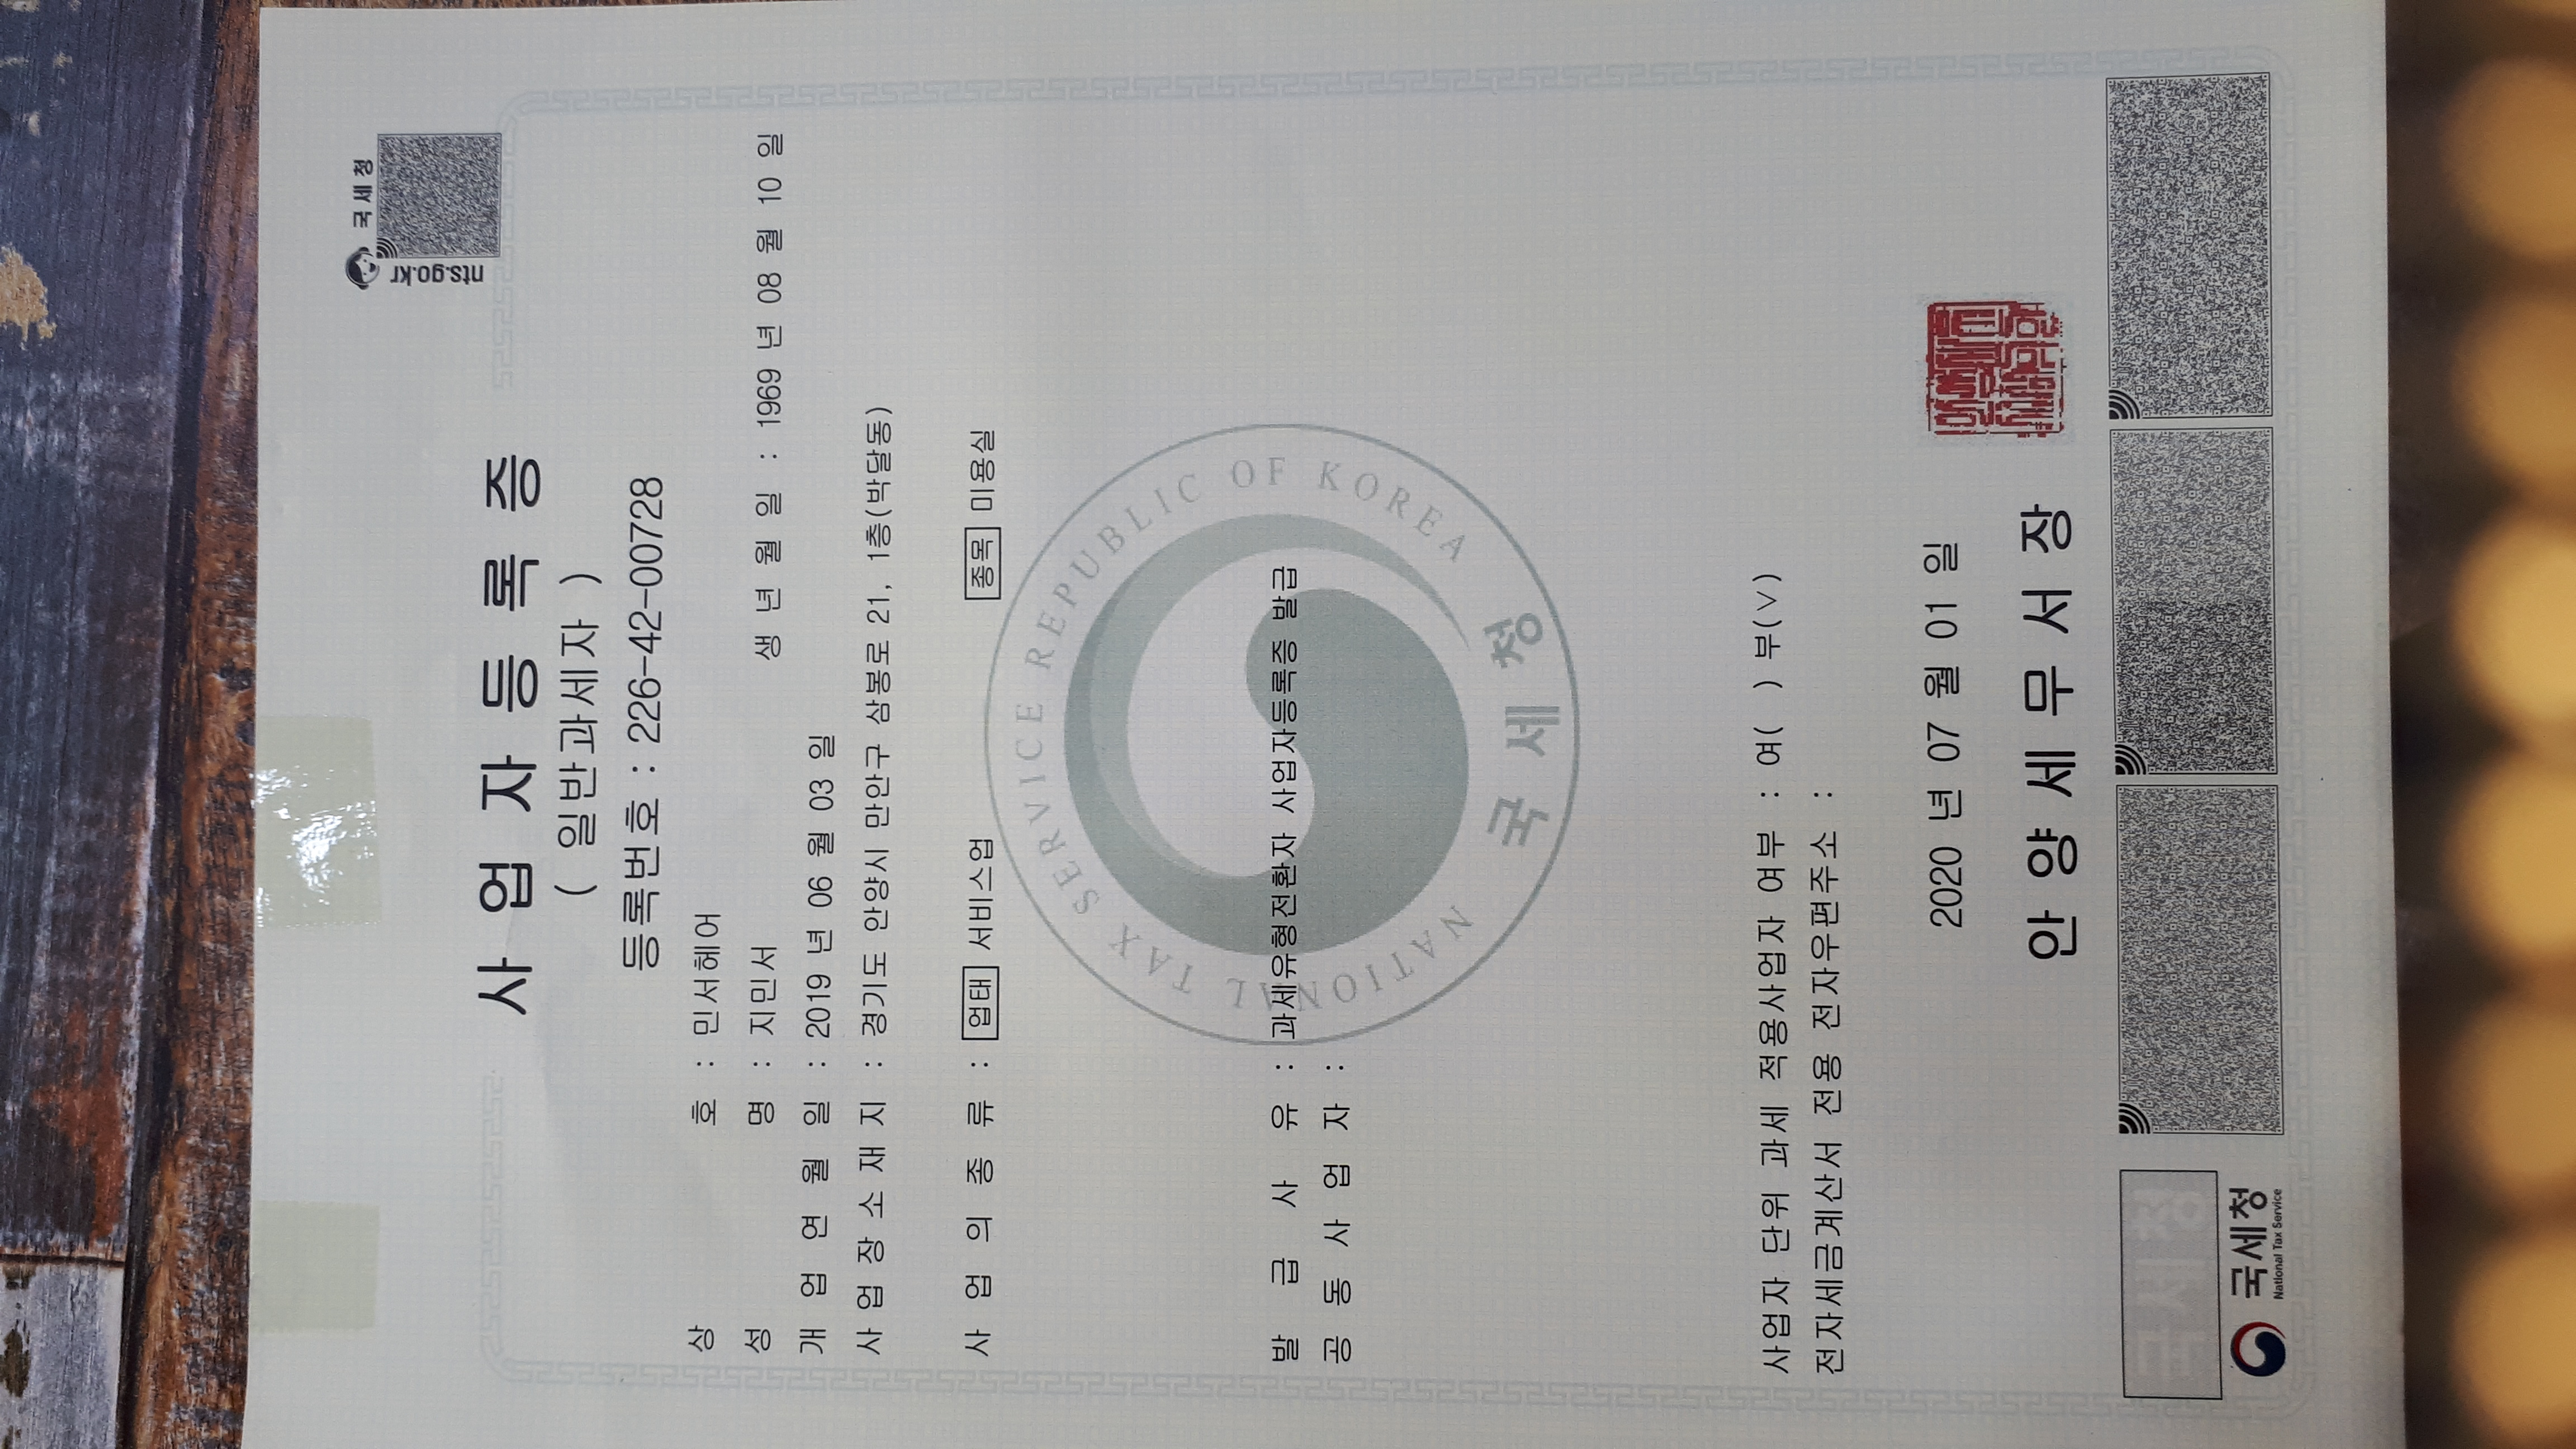 국세청
nts.go.kr
사업자등록증
( 일반과세자 )
등록번호 : 226-42-00728
상 호 : 민서헤어
성 명 : 지민서 생 년 월 일 : 1969 년 08 월 10 일
개 업 연 월 일 : 2019 년 06 월 03 일
사 업 장 소 재 지 : 경기도 안양시 만안구 삼봉로 21, 1층(박달동)
사 업 의 종 류 : 업태 서비스업 종목 미용실
NATIONAL TAX SERVICE REPUBLIC OF KOREA
국세청
발 급 사 유 : 과세유형전환자 사업자등록증 발급
공 동 사 업 자 :
사업자 단위 과세 적용사업자 여부 : 여( ) 부(∨)
전자세금계산서 전용 전자우편주소 :
2020 년 07 월 01 일
안 양 세 무 서 장
국세청
국세청
National Tax Service